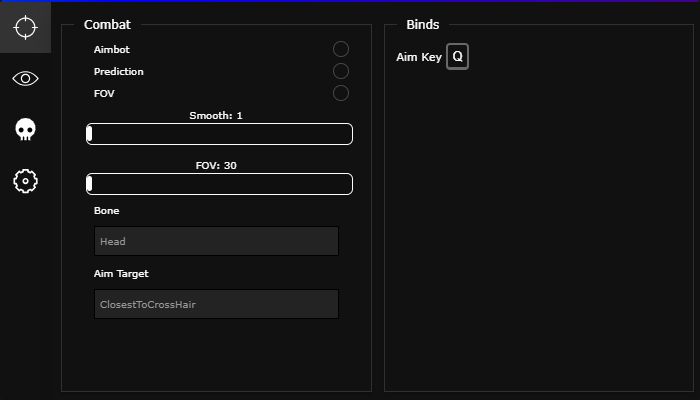 Combat
Aimbot
Prediction
FOV
Smooth: 1
FOV: 30
Bone
Head
Aim Target
ClosestToCrossHair
Binds
Aim Key Q